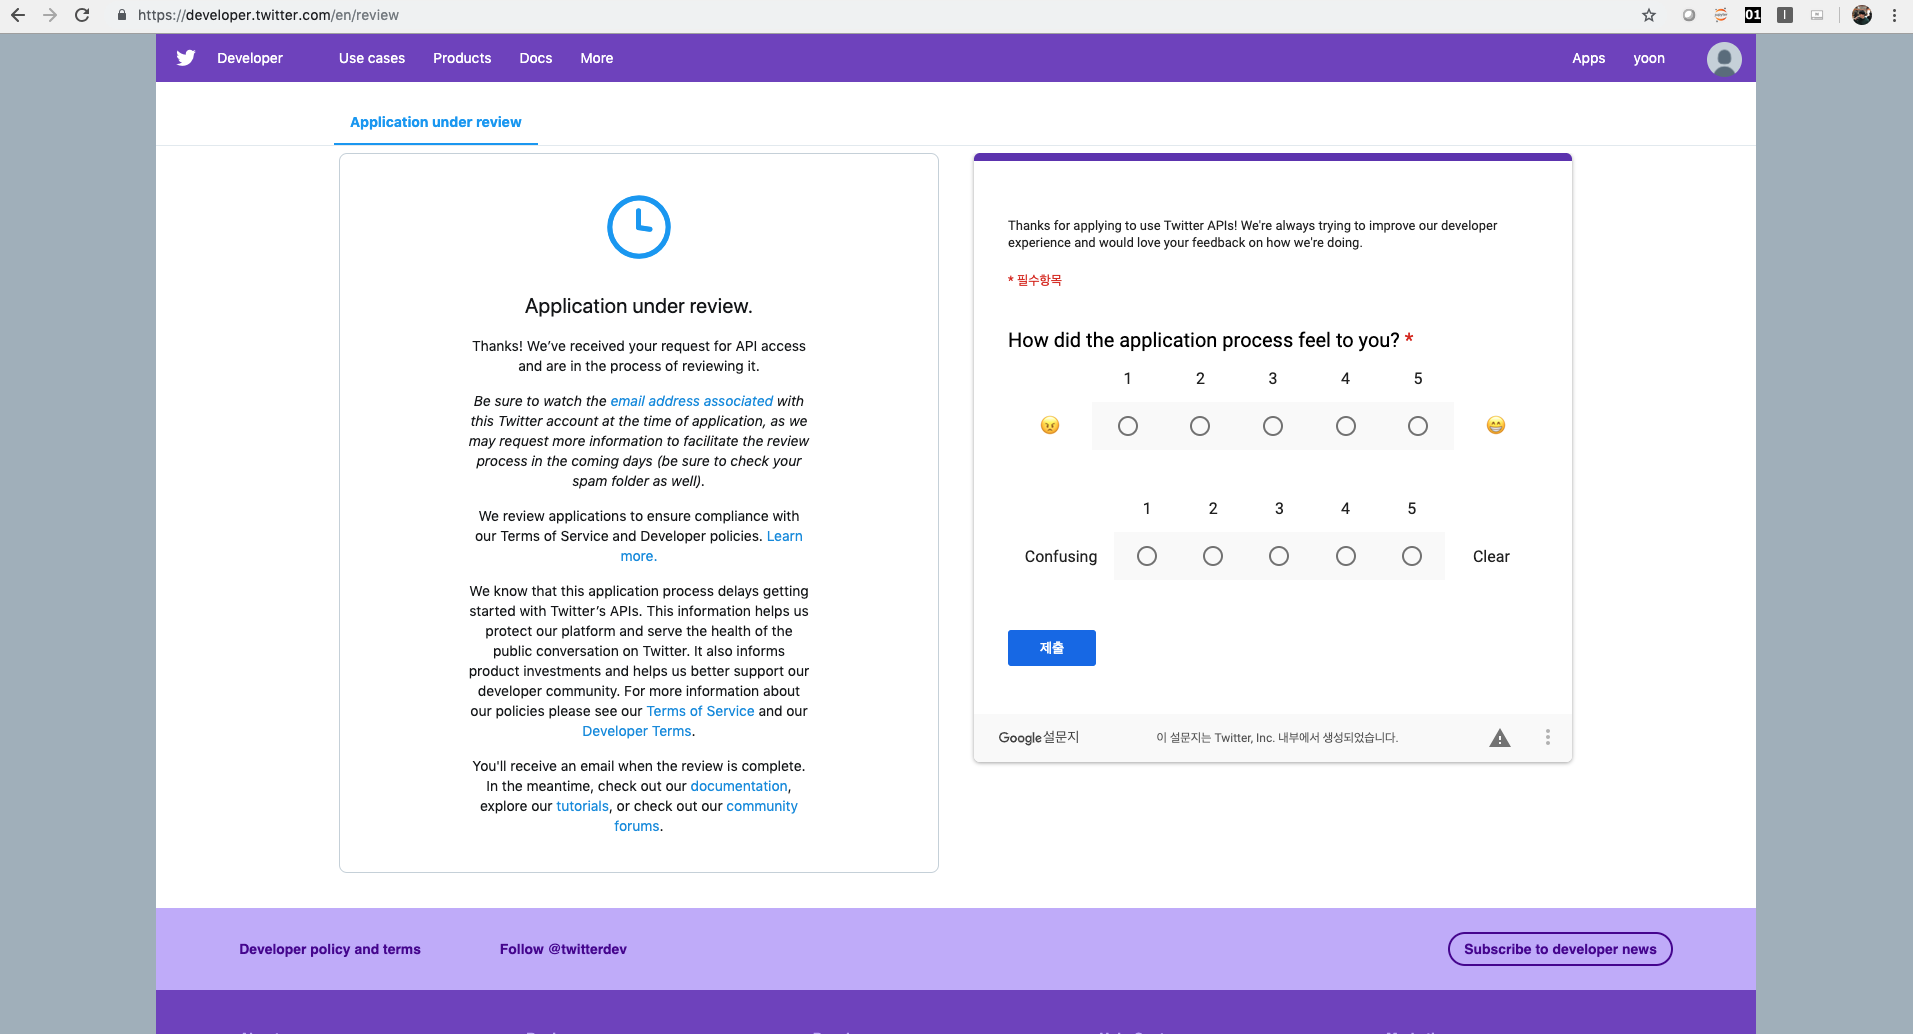 https://developer.twitter.com/en/review
01
Developer
Use cases
Products
Docs
More
Apps
yoon
Application under review
Application under review.
Thanks! We’ve received your request for API access
and are in the process of reviewing it.
Be sure to watch the email address associated with
this Twitter account at the time of application, as we
may request more information to facilitate the review
process in the coming days (be sure to check your
spam folder as well).
We review applications to ensure compliance with
our Terms of Service and Developer policies. Learn
more.
We know that this application process delays getting
started with Twitter’s APIs. This information helps us
protect our platform and serve the health of the
public conversation on Twitter. It also informs
product investments and helps us better support our
developer community. For more information about
our policies please see our Terms of Service and our
Developer Terms.
You'll receive an email when the review is complete.
In the meantime, check out our documentation,
explore our tutorials, or check out our community
forums.
Thanks for applying to use Twitter APIs! We're always trying to improve our developer
experience and would love your feedback on how we're doing.
* 필수항목
How did the application process feel to you? *
1 2 3 4 5
1 2 3 4 5
Confusing Clear
제출
Google 설문지
이 설문지는 Twitter, Inc. 내부에서 생성되었습니다.
Developer policy and terms
Follow @twitterdev
Subscribe to developer news